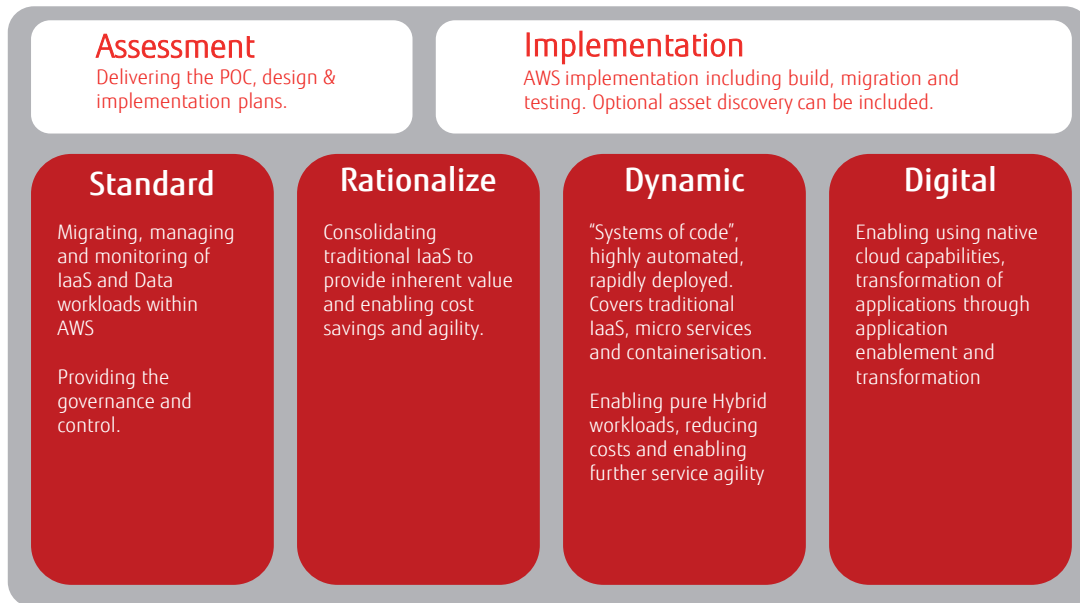 Assessment
Delivering the POC, design &
implementation plans.
Implementation
AWS implementation including build, migration and
testing. Optional asset discovery can be included.
Standard
Migrating, managing
and monitoring of
IaaS and Data
workloads within
AWS
Providing the
governance and
control.
Rationalize
Consolidating
traditional IaaS to
provide inherent value
and enabling cost
savings and agility.
Dynamic
“Systems of code”,
highly automated,
rapidly deployed.
Covers traditional
IaaS, micro services
and containerisation.
Enabling pure Hybrid
workloads, reducing
costs and enabling
further service agility
Digital
Enabling using native
cloud capabilities,
transformation of
applications through
application
enablement and
transformation